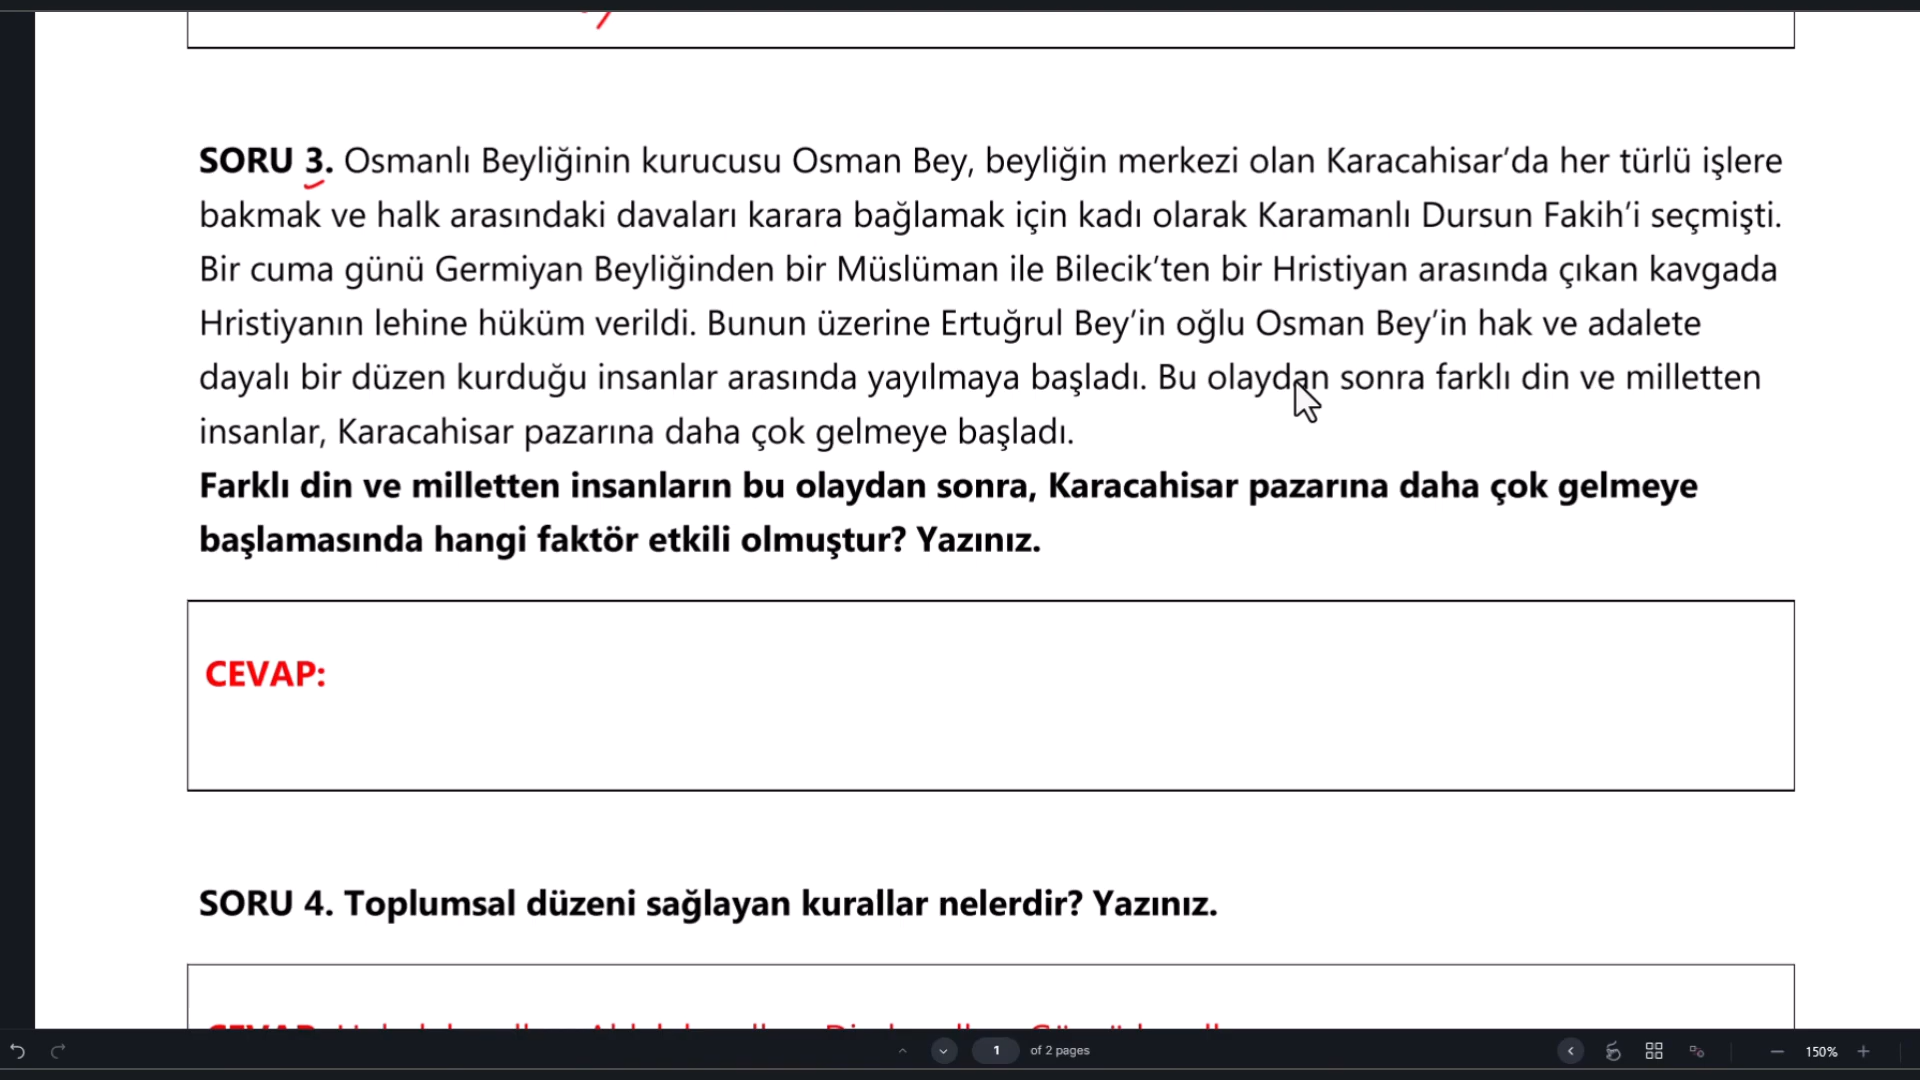 SORU 3. Osmanlı Beyliğinin kurucusu Osman Bey, beyliğin merkezi olan Karacahisar’da her türlü işlere
bakmak ve halk arasındaki davaları karara bağlamak için kadı olarak Karamanlı Dursun Fakih’i seçmişti.
Bir cuma günü Germiyan Beyliğinden bir Müslüman ile Bilecik’ten bir Hristiyan arasında çıkan kavgada
Hristiyanın lehine hüküm verildi. Bunun üzerine Ertuğrul Bey’in oğlu Osman Bey’in hak ve adalete
dayalı bir düzen kurduğu insanlar arasında yayılmaya başladı. Bu olaydan sonra farklı din ve milletten
insanlar, Karacahisar pazarına daha çok gelmeye başladı.
Farklı din ve milletten insanların bu olaydan sonra, Karacahisar pazarına daha çok gelmeye
başlamasında hangi faktör etkili olmuştur? Yazınız.
CEVAP:
SORU 4. Toplumsal düzeni sağlayan kurallar nelerdir? Yazınız.
1 of 2 pages
150%